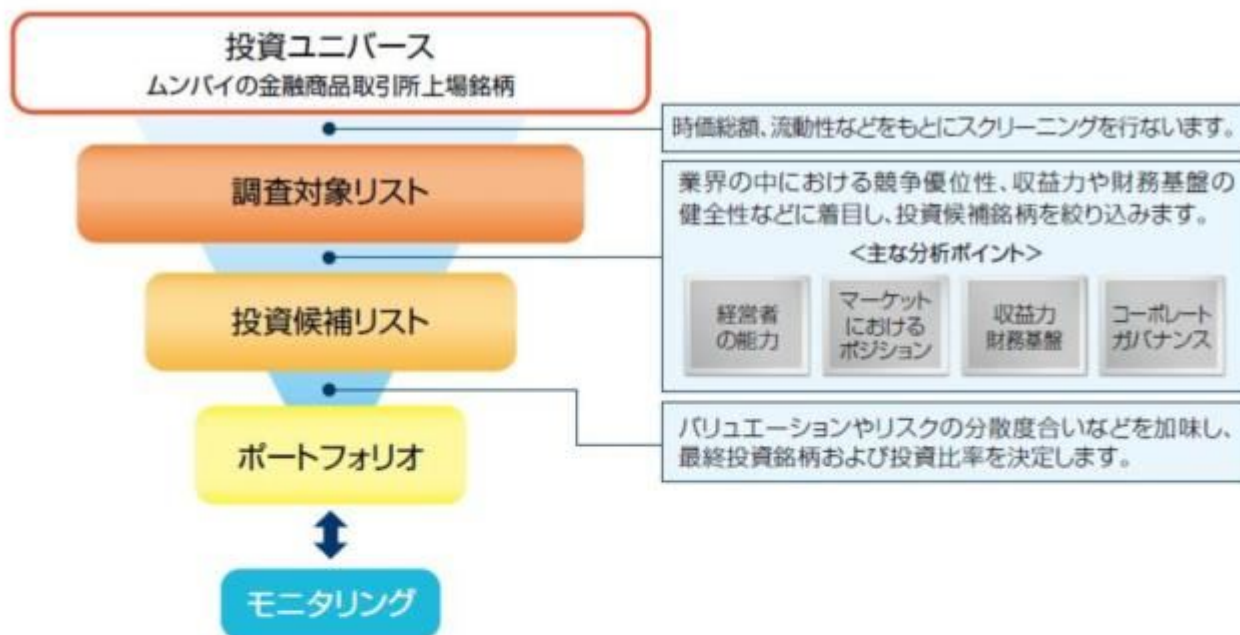 投資ユニバース
ムンバイの金融商品取引所上場銘柄
時価総額、流動性などをもとにスクリーニングを行ないます。
調査対象リスト
業界の中における競争優位性、収益力や財務基盤の
健全性などに着目し、投資候補銘柄を絞り込みます。
<主な分析ポイント>
経営者
の能力
マーケット
における
ポジション
収益力
財務基盤
コーポレート
ガバナンス
投資候補リスト
バリュエーションやリスクの分散度合いなどを加味し、
最終投資銘柄および投資比率を決定します。
ポートフォリオ
モニタリング